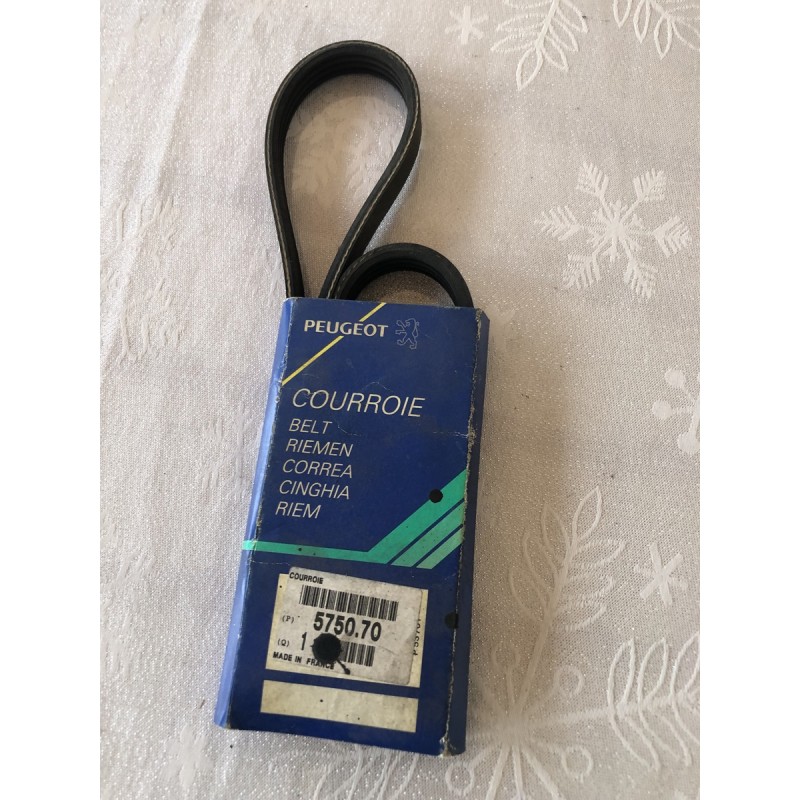 PEUGEOT
COURROIE
BELT
RIEMEN
CORREA
CINGHIA
RIEM
COURROIE
(P) 5750.70
(Q) 1
MADE IN FRANCE